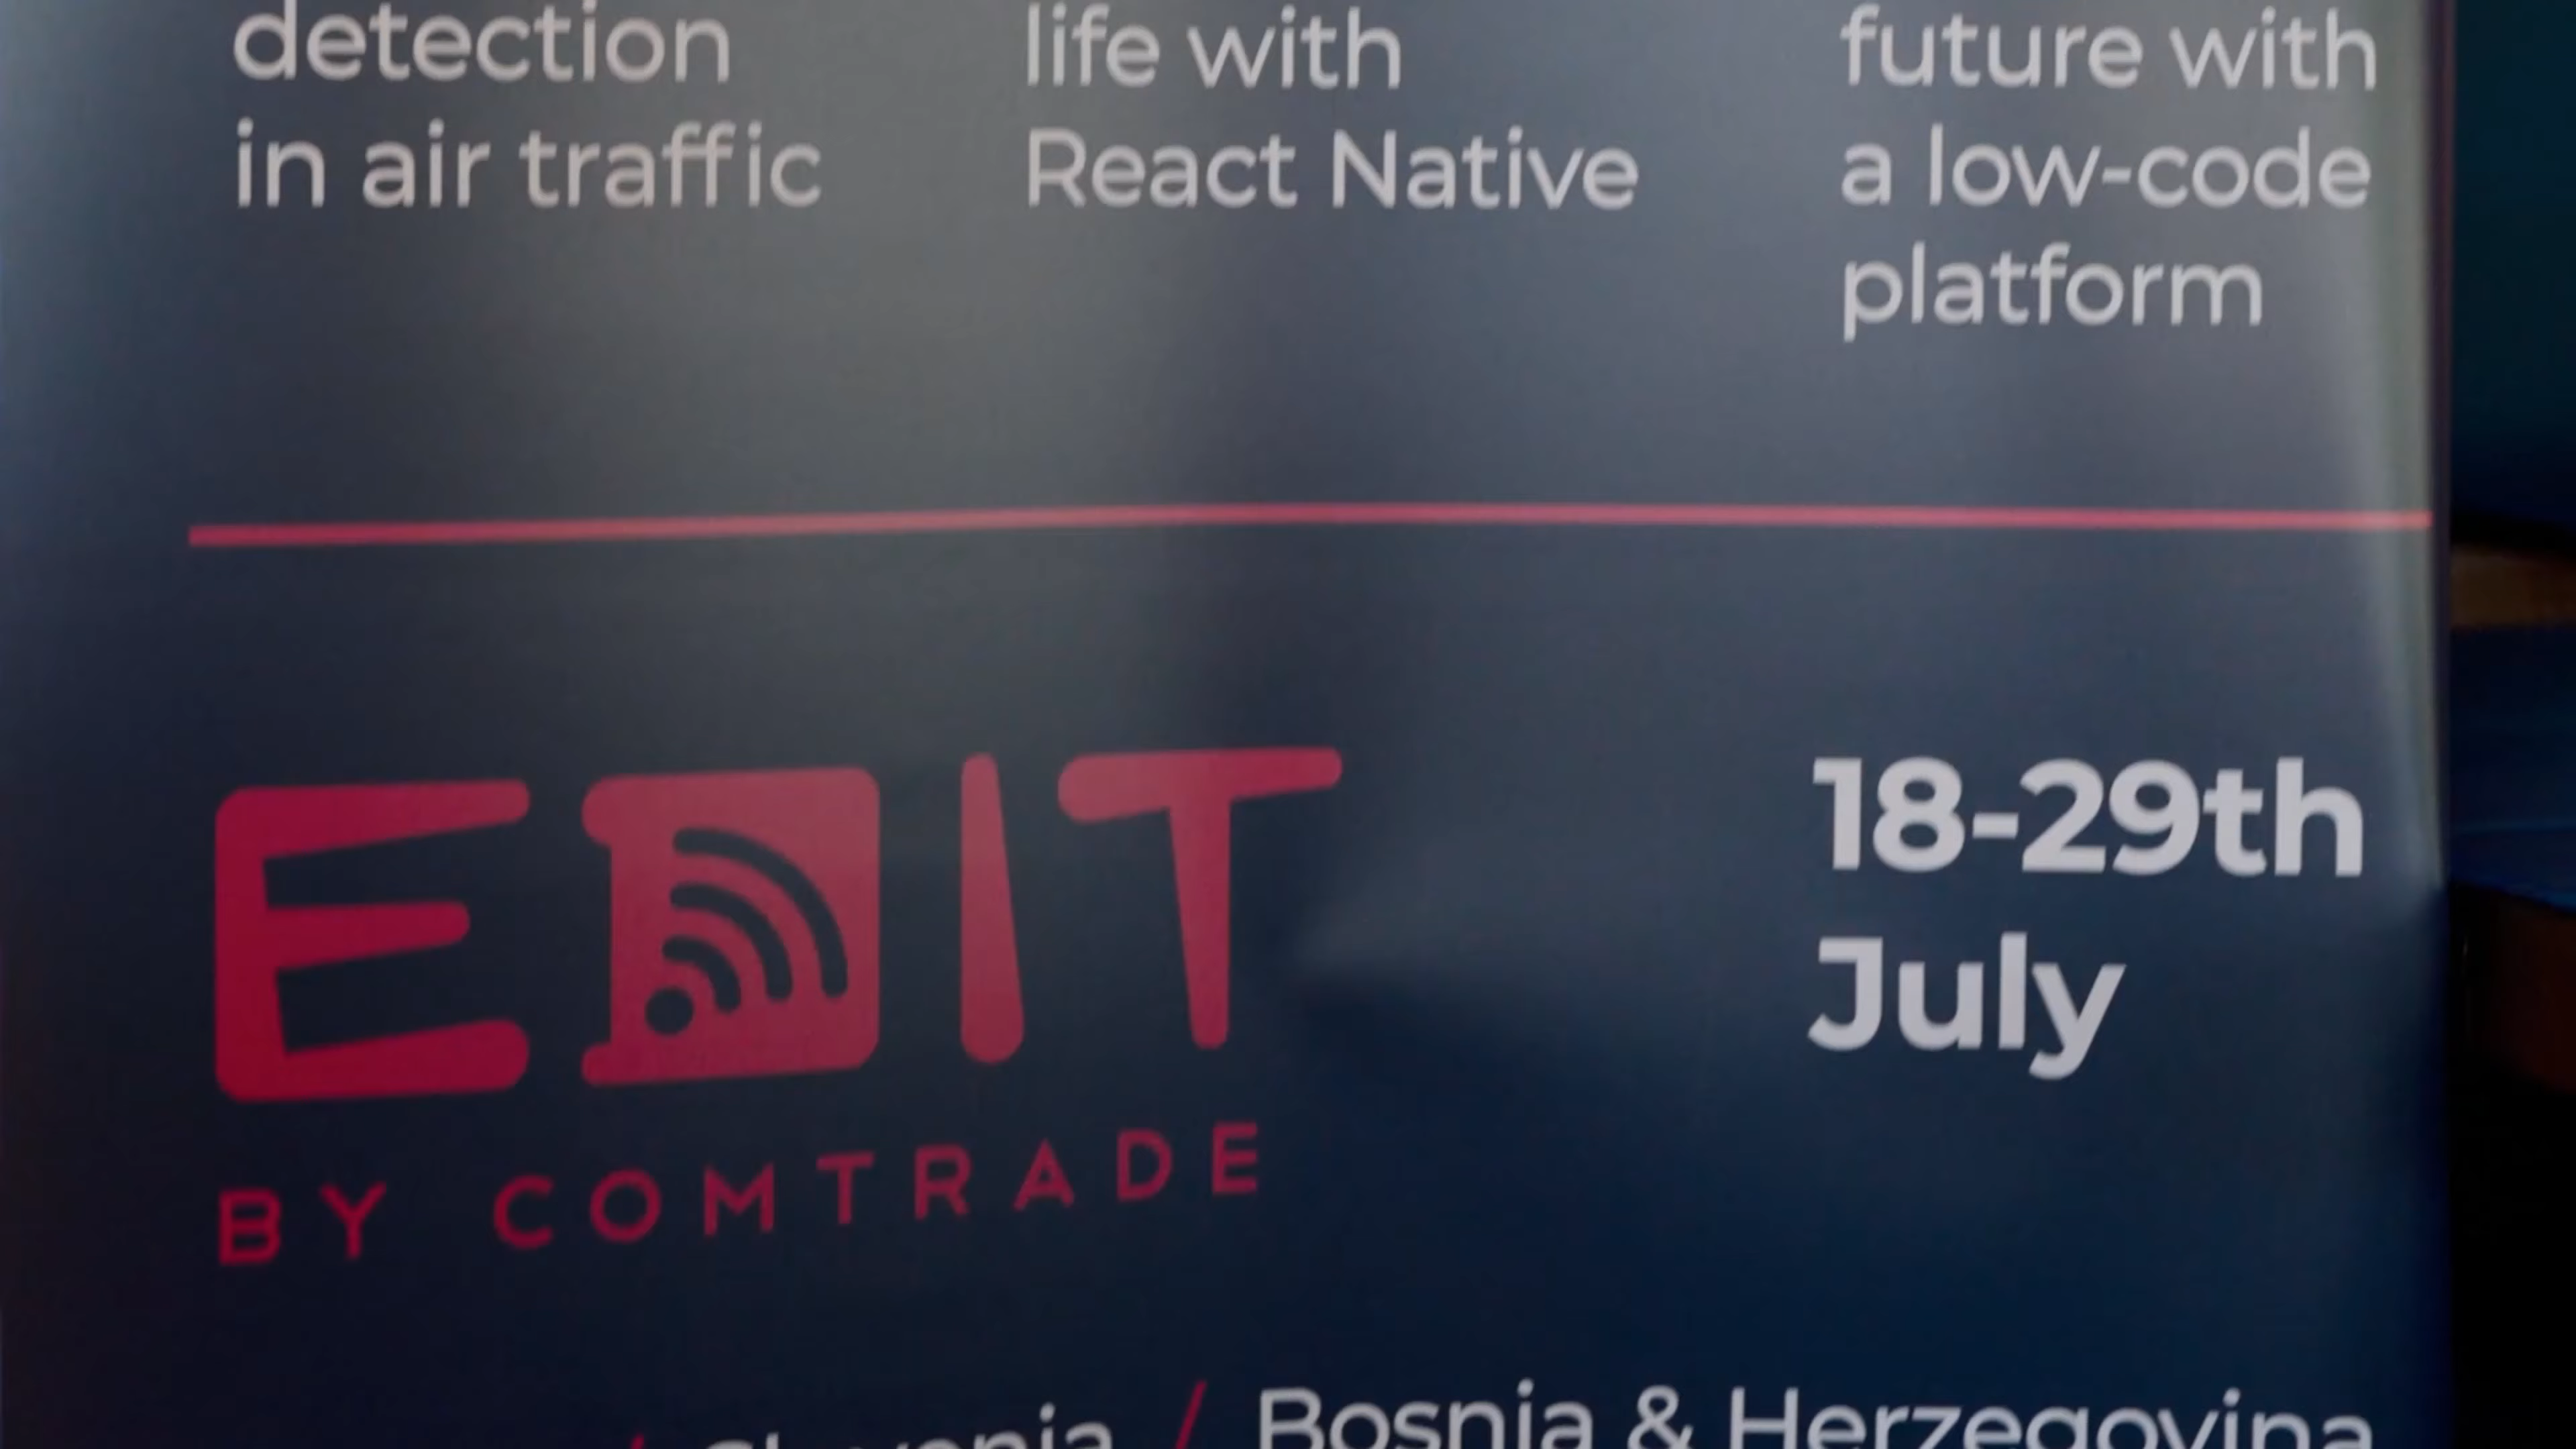 detection
in air traffic
life with
React Native
future with
a low-code
platform
EDIT
BY COMTRADE
18-29th
July
/ Slovenia / Bosnia & Herzegovina